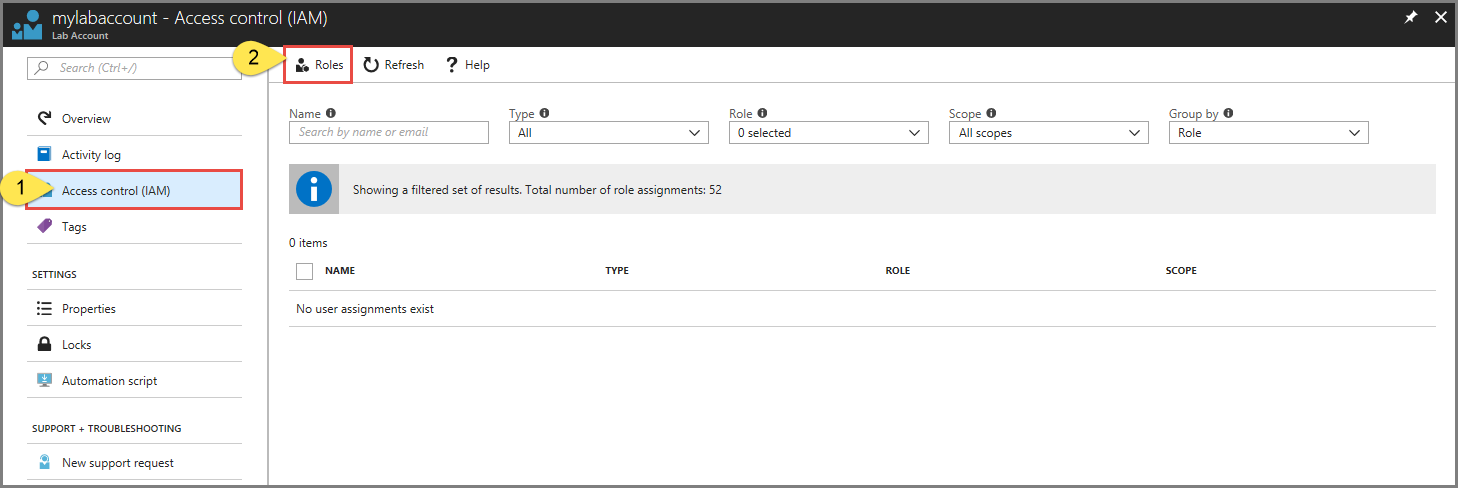 mylabaccount - Access control (IAM)
Lab Account
Search (Ctrl+/)
Overview
Activity log
1
Access control (IAM)
Tags
SETTINGS
Properties
Locks
Automation script
SUPPORT + TROUBLESHOOTING
New support request
2
Roles Refresh ? Help
Name Type Role Scope Group by
Search by name or email All 0 selected All scopes Role
Showing a filtered set of results. Total number of role assignments: 52
0 items
NAME TYPE ROLE SCOPE
No user assignments exist